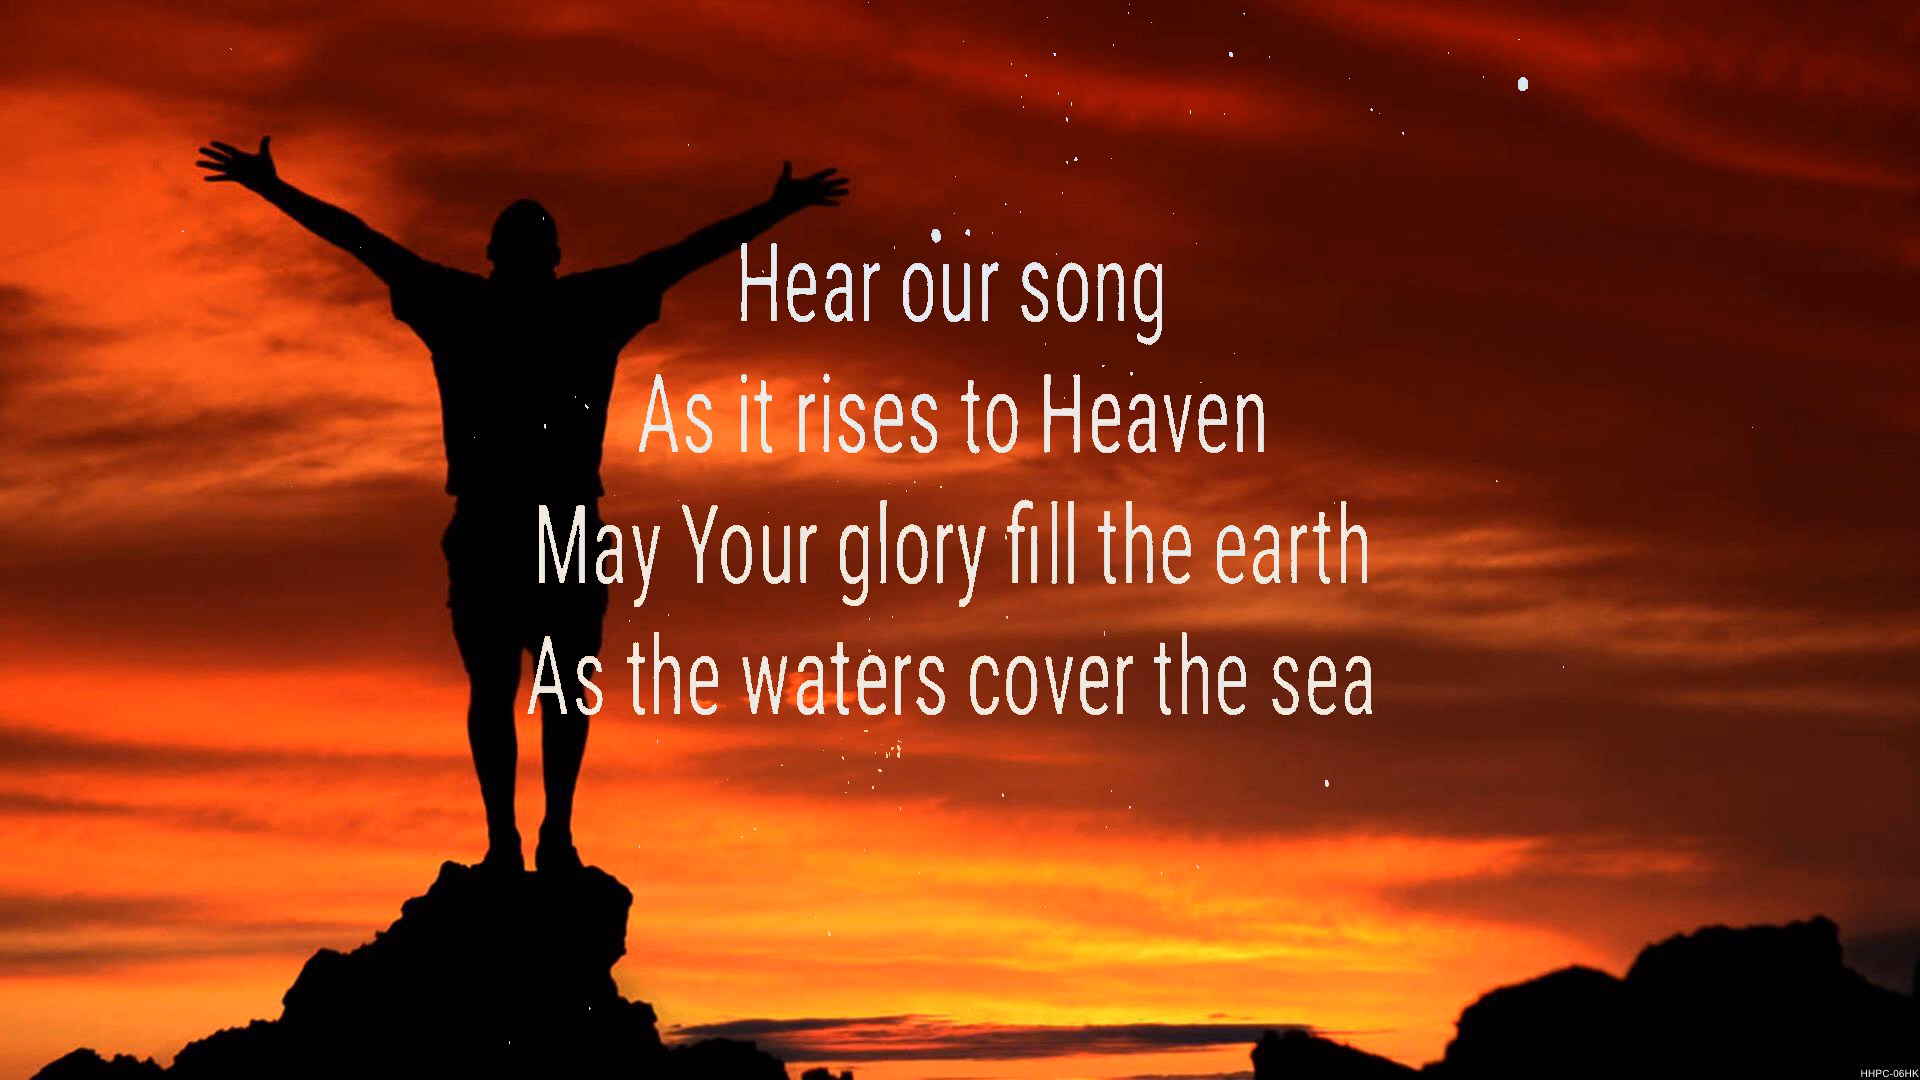 Hear our song
As it rises to Heaven
May Your glory fill the earth
As the waters cover the sea
HHPC-06HK